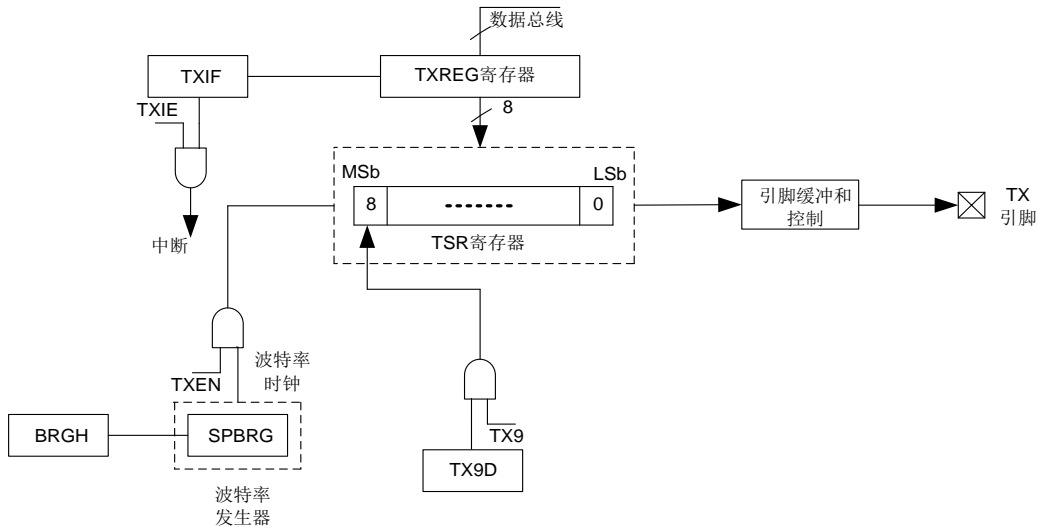 数据总线
TXIF
TXREG寄存器
TXIE
8
MSb
LSb
8
0
TSR寄存器
引脚缓冲和
控制
TX
引脚
中断
波特率
时钟
TXEN
BRGH
SPBRG
TX9
TX9D
波特率
发生器